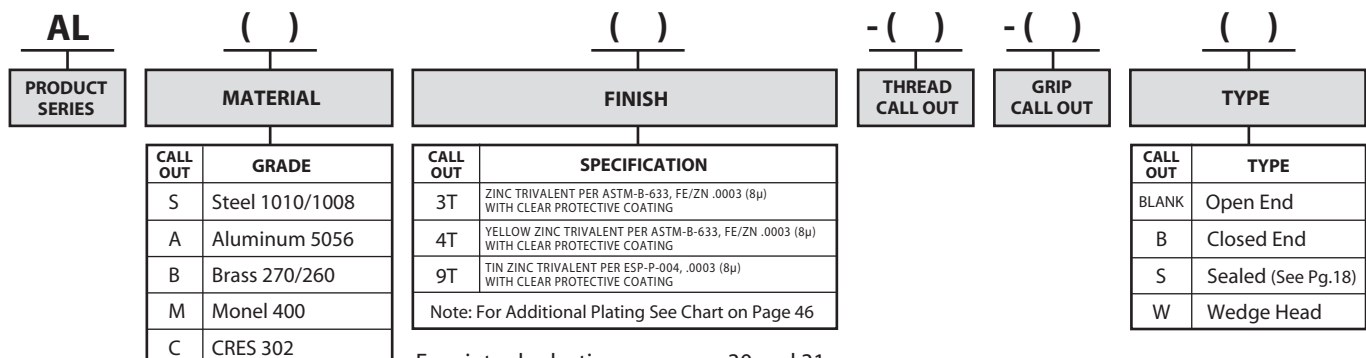 AL ( ) ( ) - ( ) - ( ) ( )
PRODUCT
SERIES
MATERIAL
FINISH
THREAD
CALL OUT
GRIP
CALL OUT
TYPE
CALL
OUT
GRADE
S Steel 1010/1008
A Aluminum 5056
B Brass 270/260
M Monel 400
C CRES 302
CALL
OUT
SPECIFICATION
3T ZINC TRIVALENT PER ASTM-B-633, FE/ZN .0003 (8µ)
WITH CLEAR PROTECTIVE COATING
4T YELLOW ZINC TRIVALENT PER ASTM-B-633, FE/ZN .0003 (8µ)
WITH CLEAR PROTECTIVE COATING
9T TIN ZINC TRIVALENT PER ESP-P-004, .0003 (8µ)
WITH CLEAR PROTECTIVE COATING
Note: For Additional Plating See Chart on Page 46
CALL
OUT
TYPE
BLANK Open End
B Closed End
S Sealed (See Pg.18)
W Wedge Head